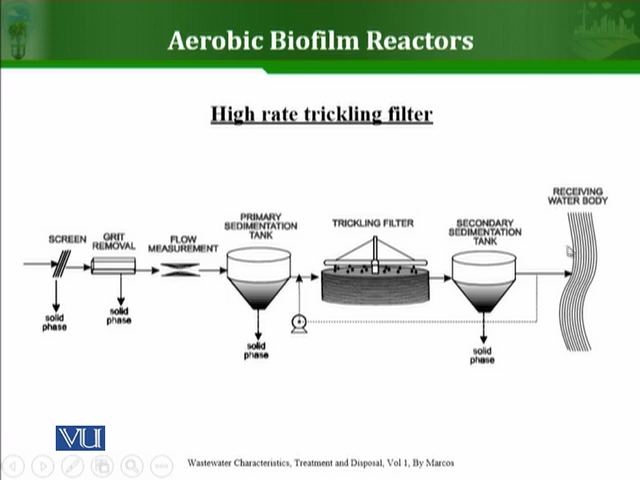 Aerobic Biofilm Reactors
High rate trickling filter
RECEIVING
WATER BODY
PRIMARY
SEDIMENTATION
TANK
TRICKLING FILTER
SECONDARY
SEDIMENTATION
TANK
SCREEN
GRIT
REMOVAL
FLOW
MEASUREMENT
solid
phase
solid
phase
solid
phase
solid
phase
VU
Wastewater Characteristics, Treatment and Disposal, Vol 1, By Marcos